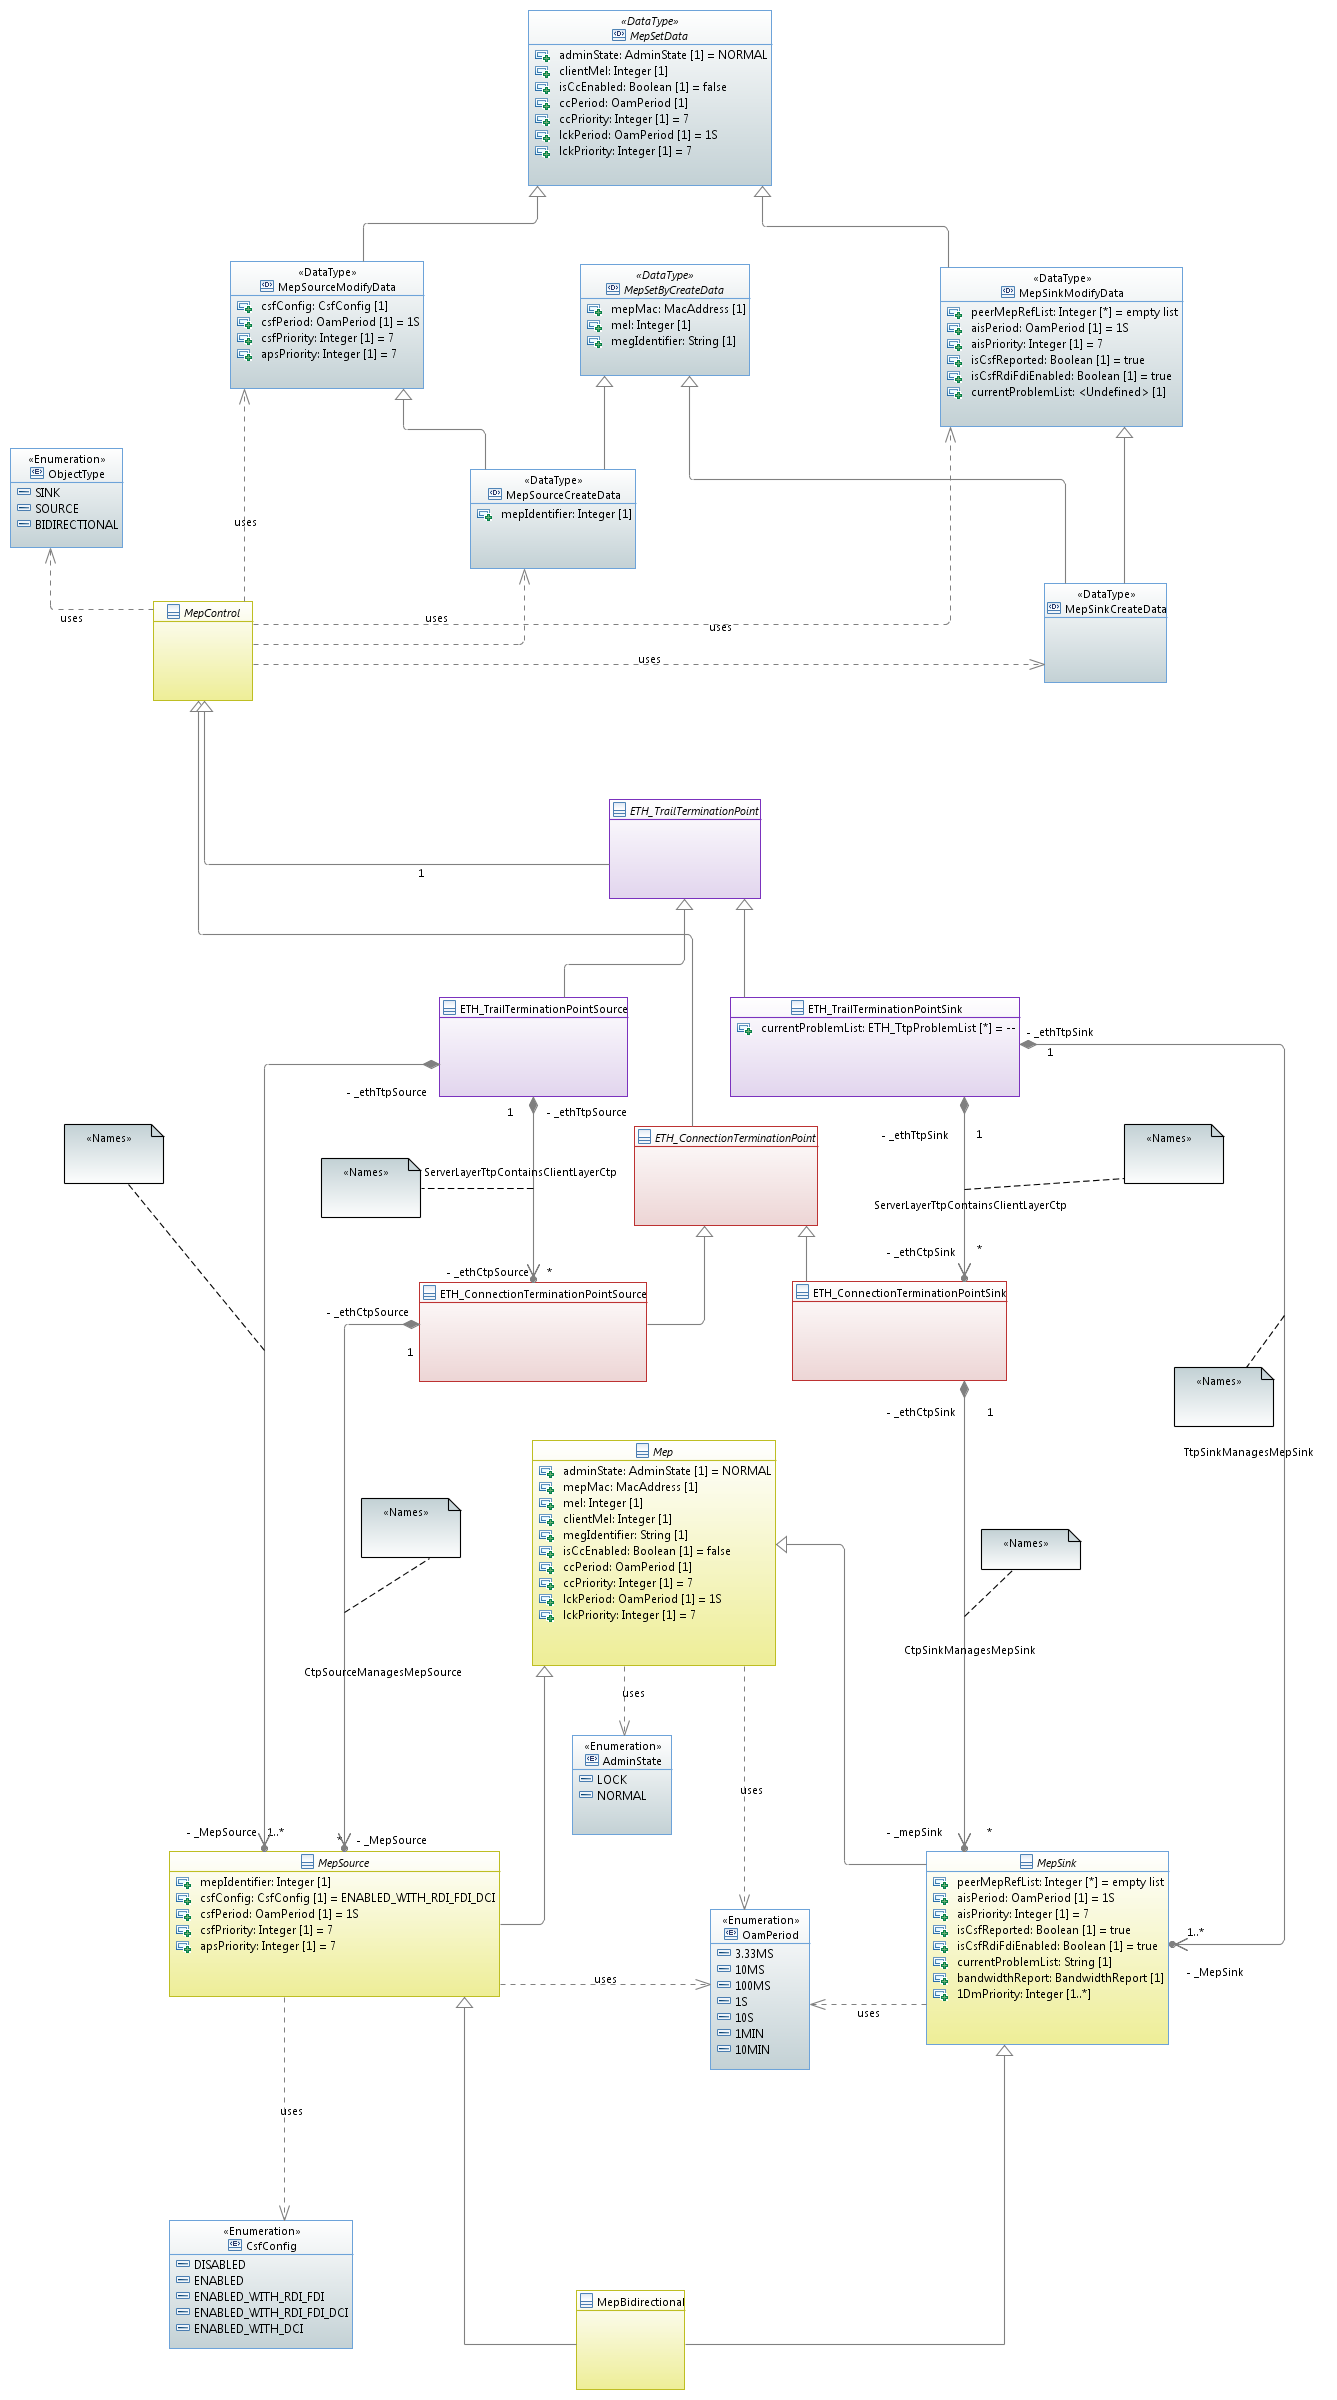 «DataType»
MepSetData
adminState: AdminState [1] = NORMAL
clientMel: Integer [1]
isCcEnabled: Boolean [1] = false
ccPeriod: OamPeriod [1]
ccPriority: Integer [1] = 7
lckPeriod: OamPeriod [1] = 1S
lckPriority: Integer [1] = 7
«DataType»
MepSourceModifyData
csfConfig: CsfConfig [1]
csfPeriod: OamPeriod [1] = 1S
csfPriority: Integer [1] = 7
apsPriority: Integer [1] = 7
«DataType»
MepSetByCreateData
mepMac: MacAddress [1]
mel: Integer [1]
megIdentifier: String [1]
«DataType»
MepSinkModifyData
peerMepRefList: Integer [*] = empty list
aisPeriod: OamPeriod [1] = 1S
aisPriority: Integer [1] = 7
isCsfReported: Boolean [1] = true
isCsfRdiFdiEnabled: Boolean [1] = true
currentProblemList: <Undefined> [1]
«Enumeration»
ObjectType
SINK
SOURCE
BIDIRECTIONAL
«DataType»
MepSourceCreateData
mepIdentifier: Integer [1]
uses
«DataType»
MepSinkCreateData
MepControl
uses
uses
uses
uses
ETH_TrailTerminationPoint
1
ETH_TrailTerminationPointSource
ETH_TrailTerminationPointSink
currentProblemList: ETH_TtpProblemList [*] = --
- _ethTtpSink
1
- _ethTtpSource
1
- _ethTtpSource
- _ethTtpSink
1
«Names»
«Names»
ServerLayerTtpContainsClientLayerCtp
ETH_ConnectionTerminationPoint
«Names»
ServerLayerTtpContainsClientLayerCtp
- _ethCtpSource
*
- _ethCtpSink
*
ETH_ConnectionTerminationPointSource
ETH_ConnectionTerminationPointSink
- _ethCtpSource
1
- _ethCtpSink
1
«Names»
TtpSinkManagesMepSink
Mep
adminState: AdminState [1] = NORMAL
mepMac: MacAddress [1]
mel: Integer [1]
clientMel: Integer [1]
megIdentifier: String [1]
isCcEnabled: Boolean [1] = false
ccPeriod: OamPeriod [1]
ccPriority: Integer [1] = 7
lckPeriod: OamPeriod [1] = 1S
lckPriority: Integer [1] = 7
«Names»
«Names»
CtpSourceManagesMepSource
CtpSinkManagesMepSink
uses
uses
«Enumeration»
AdminState
LOCK
NORMAL
- _MepSource
1..*
*
- _MepSource
- _mepSink
*
MepSource
mepIdentifier: Integer [1]
csfConfig: CsfConfig [1] = ENABLED_WITH_RDI_FDI_DCI
csfPeriod: OamPeriod [1] = 1S
csfPriority: Integer [1] = 7
apsPriority: Integer [1] = 7
MepSink
peerMepRefList: Integer [*] = empty list
aisPeriod: OamPeriod [1] = 1S
aisPriority: Integer [1] = 7
isCsfReported: Boolean [1] = true
isCsfRdiFdiEnabled: Boolean [1] = true
currentProblemList: String [1]
bandwidthReport: BandwidthReport [1]
1DmPriority: Integer [1..*]
1..*
- _MepSink
«Enumeration»
OamPeriod
3.33MS
10MS
100MS
1S
10S
1MIN
10MIN
uses
uses
uses
«Enumeration»
CsfConfig
DISABLED
ENABLED
ENABLED_WITH_RDI_FDI
ENABLED_WITH_RDI_FDI_DCI
ENABLED_WITH_DCI
MepBidirectional